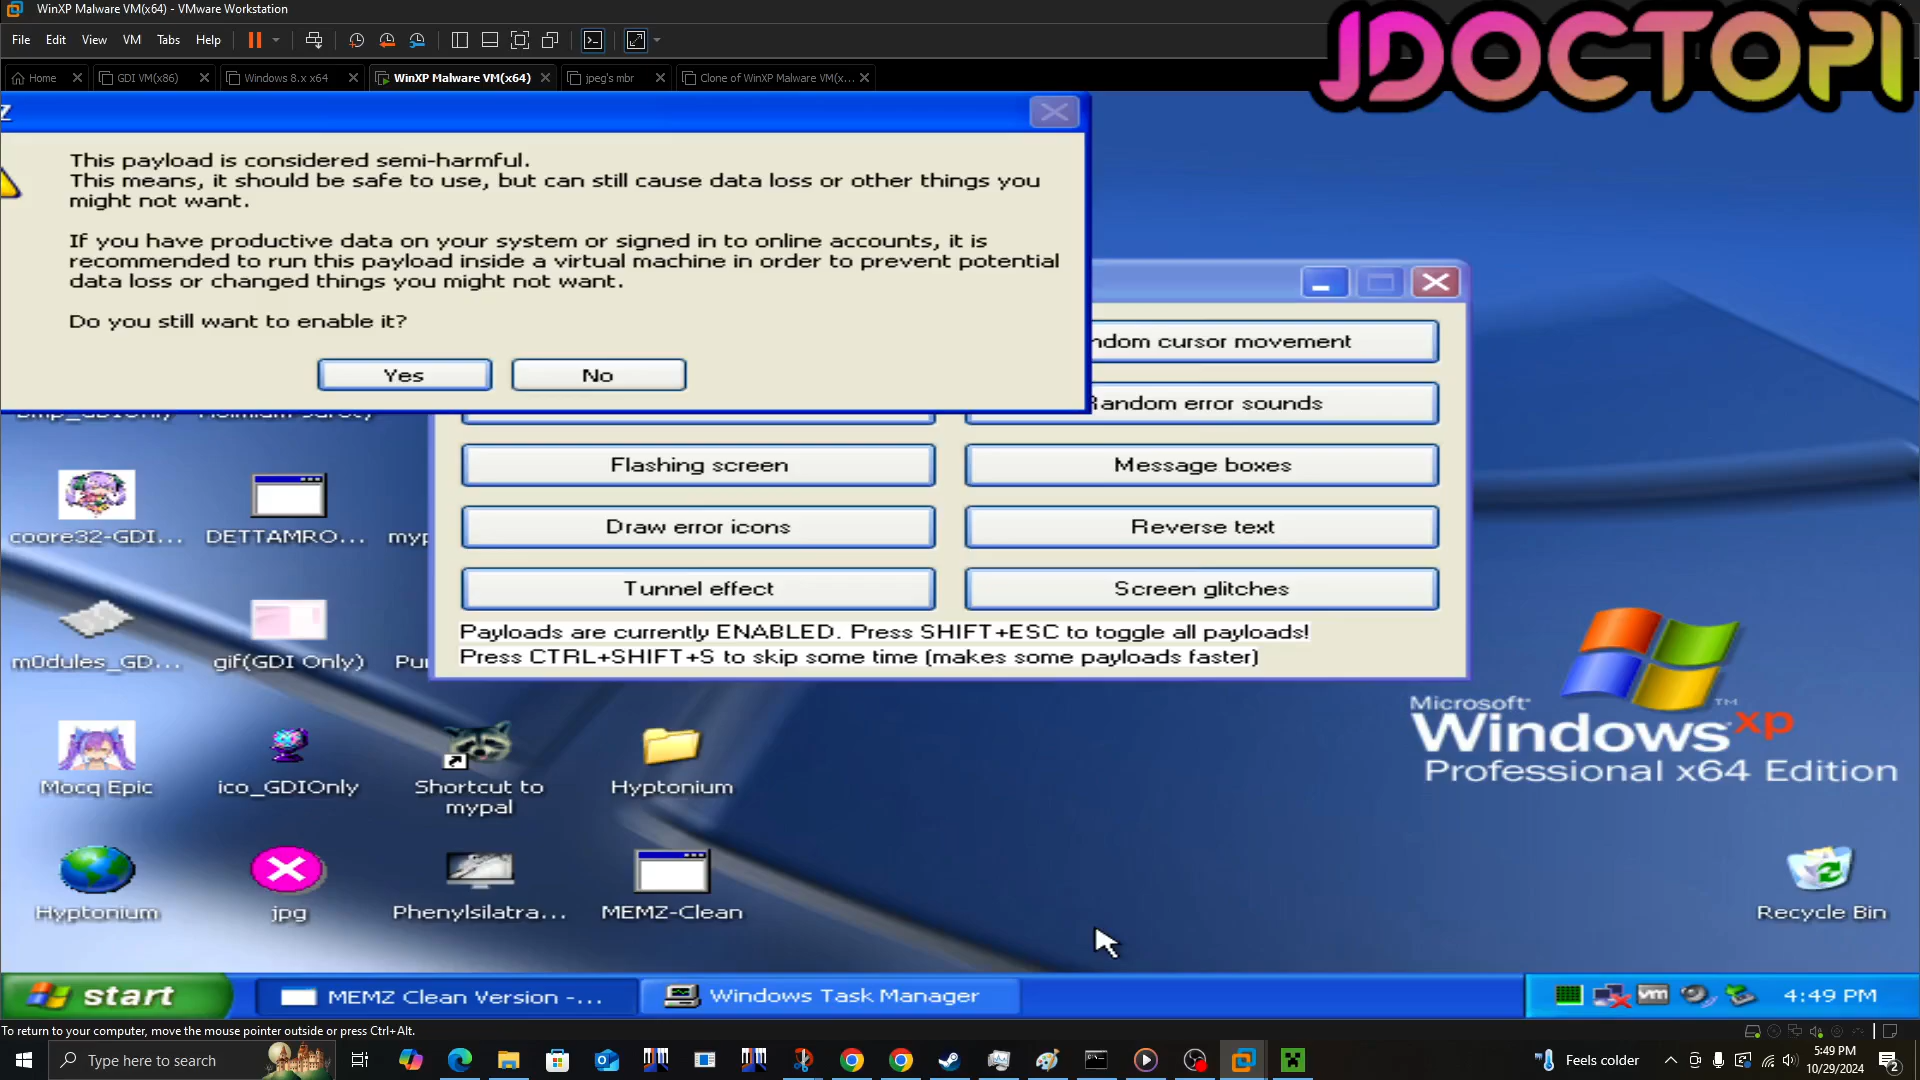 WinXP Malware VM(x64) - VMware Workstation
File Edit View VM Tabs Help
JDOCTOPI
Home GDI VM(x86) Windows 8.x x64 WinXP Malware VM(x64) jpeg's mbr Clone of WinXP Malware VM(x...
Z
This payload is considered semi-harmful.
This means, it should be safe to use, but can still cause data loss or other things you
might not want.
If you have productive data on your system or signed in to online accounts, it is
recommended to run this payload inside a virtual machine in order to prevent potential
data loss or changed things you might not want.
Do you still want to enable it?
Yes No
ndom cursor movement
Random error sounds
Flashing screen Message boxes
Draw error icons Reverse text
Tunnel effect Screen glitches
Payloads are currently ENABLED. Press SHIFT+ESC to toggle all payloads!
Press CTRL+SHIFT+S to skip some time (makes some payloads faster)
coore32-GDI... DETTAMRO... myp
m0dules_GD... gif(GDI Only) Pur
Microsoft
Windows xp TM
Professional x64 Edition
Mocq Epic ico_GDIOnly Shortcut to
mypal Hyptonium
Hyptonium jpg Phenylsilatra... MEMZ-Clean
Recycle Bin
start MEMZ Clean Version -... Windows Task Manager vm 4:49 PM
To return to your computer, move the mouse pointer outside or press Ctrl+Alt.
Type here to search Feels colder 5:49 PM
10/29/2024 2